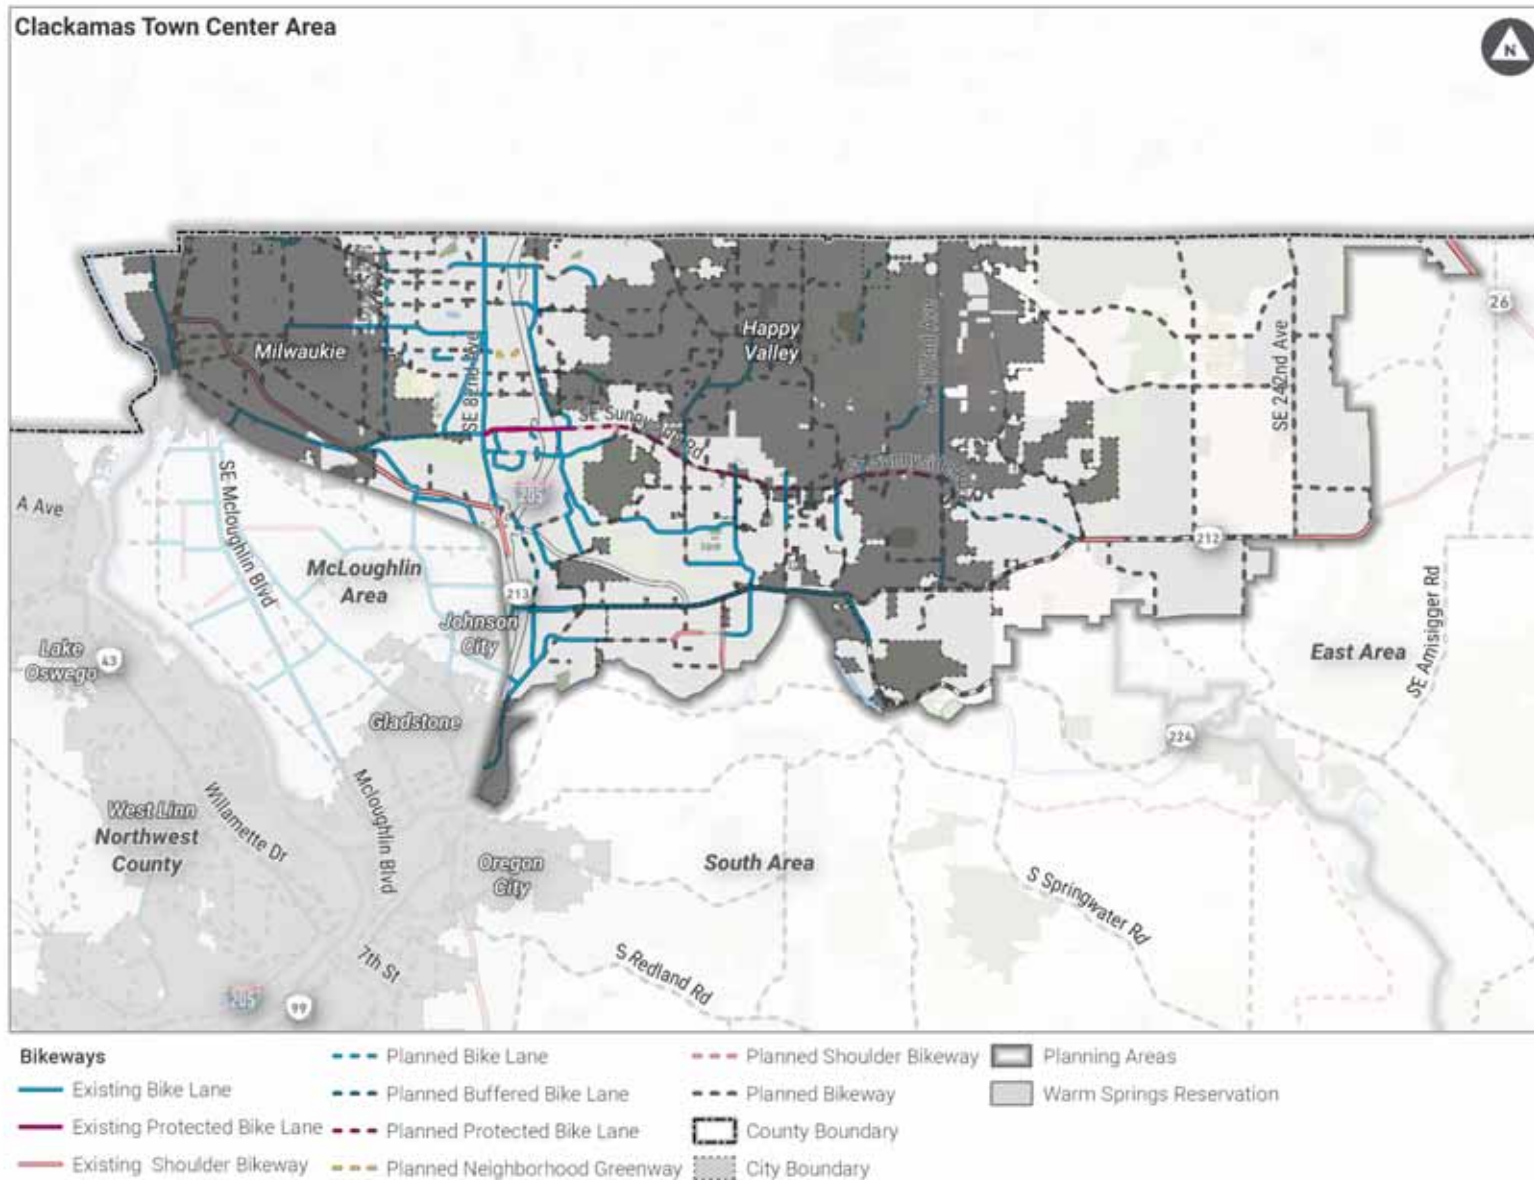 Clackamas Town Center Area
N
26
Milwaukie
Happy
Valley
SE 82nd Ave
SE 242nd Ave
A Ave
SE Mcloughlin Blvd
205
212
McLoughlin
Area
213
Johnson
City
Lake
Oswego
43
East Area
Gladstone
224
West Linn
Northwest
County
Willamette Dr
Mcloughlin Blvd
Oregon
City
South Area
S Springwater Rd
7th St
S Redland Rd
205
99
Bikeways
Existing Bike Lane
Existing Protected Bike Lane
Existing Shoulder Bikeway
Planned Bike Lane
Planned Buffered Bike Lane
Planned Protected Bike Lane
Planned Neighborhood Greenway
Planned Shoulder Bikeway
Planned Bikeway
County Boundary
City Boundary
Planning Areas
Warm Springs Reservation